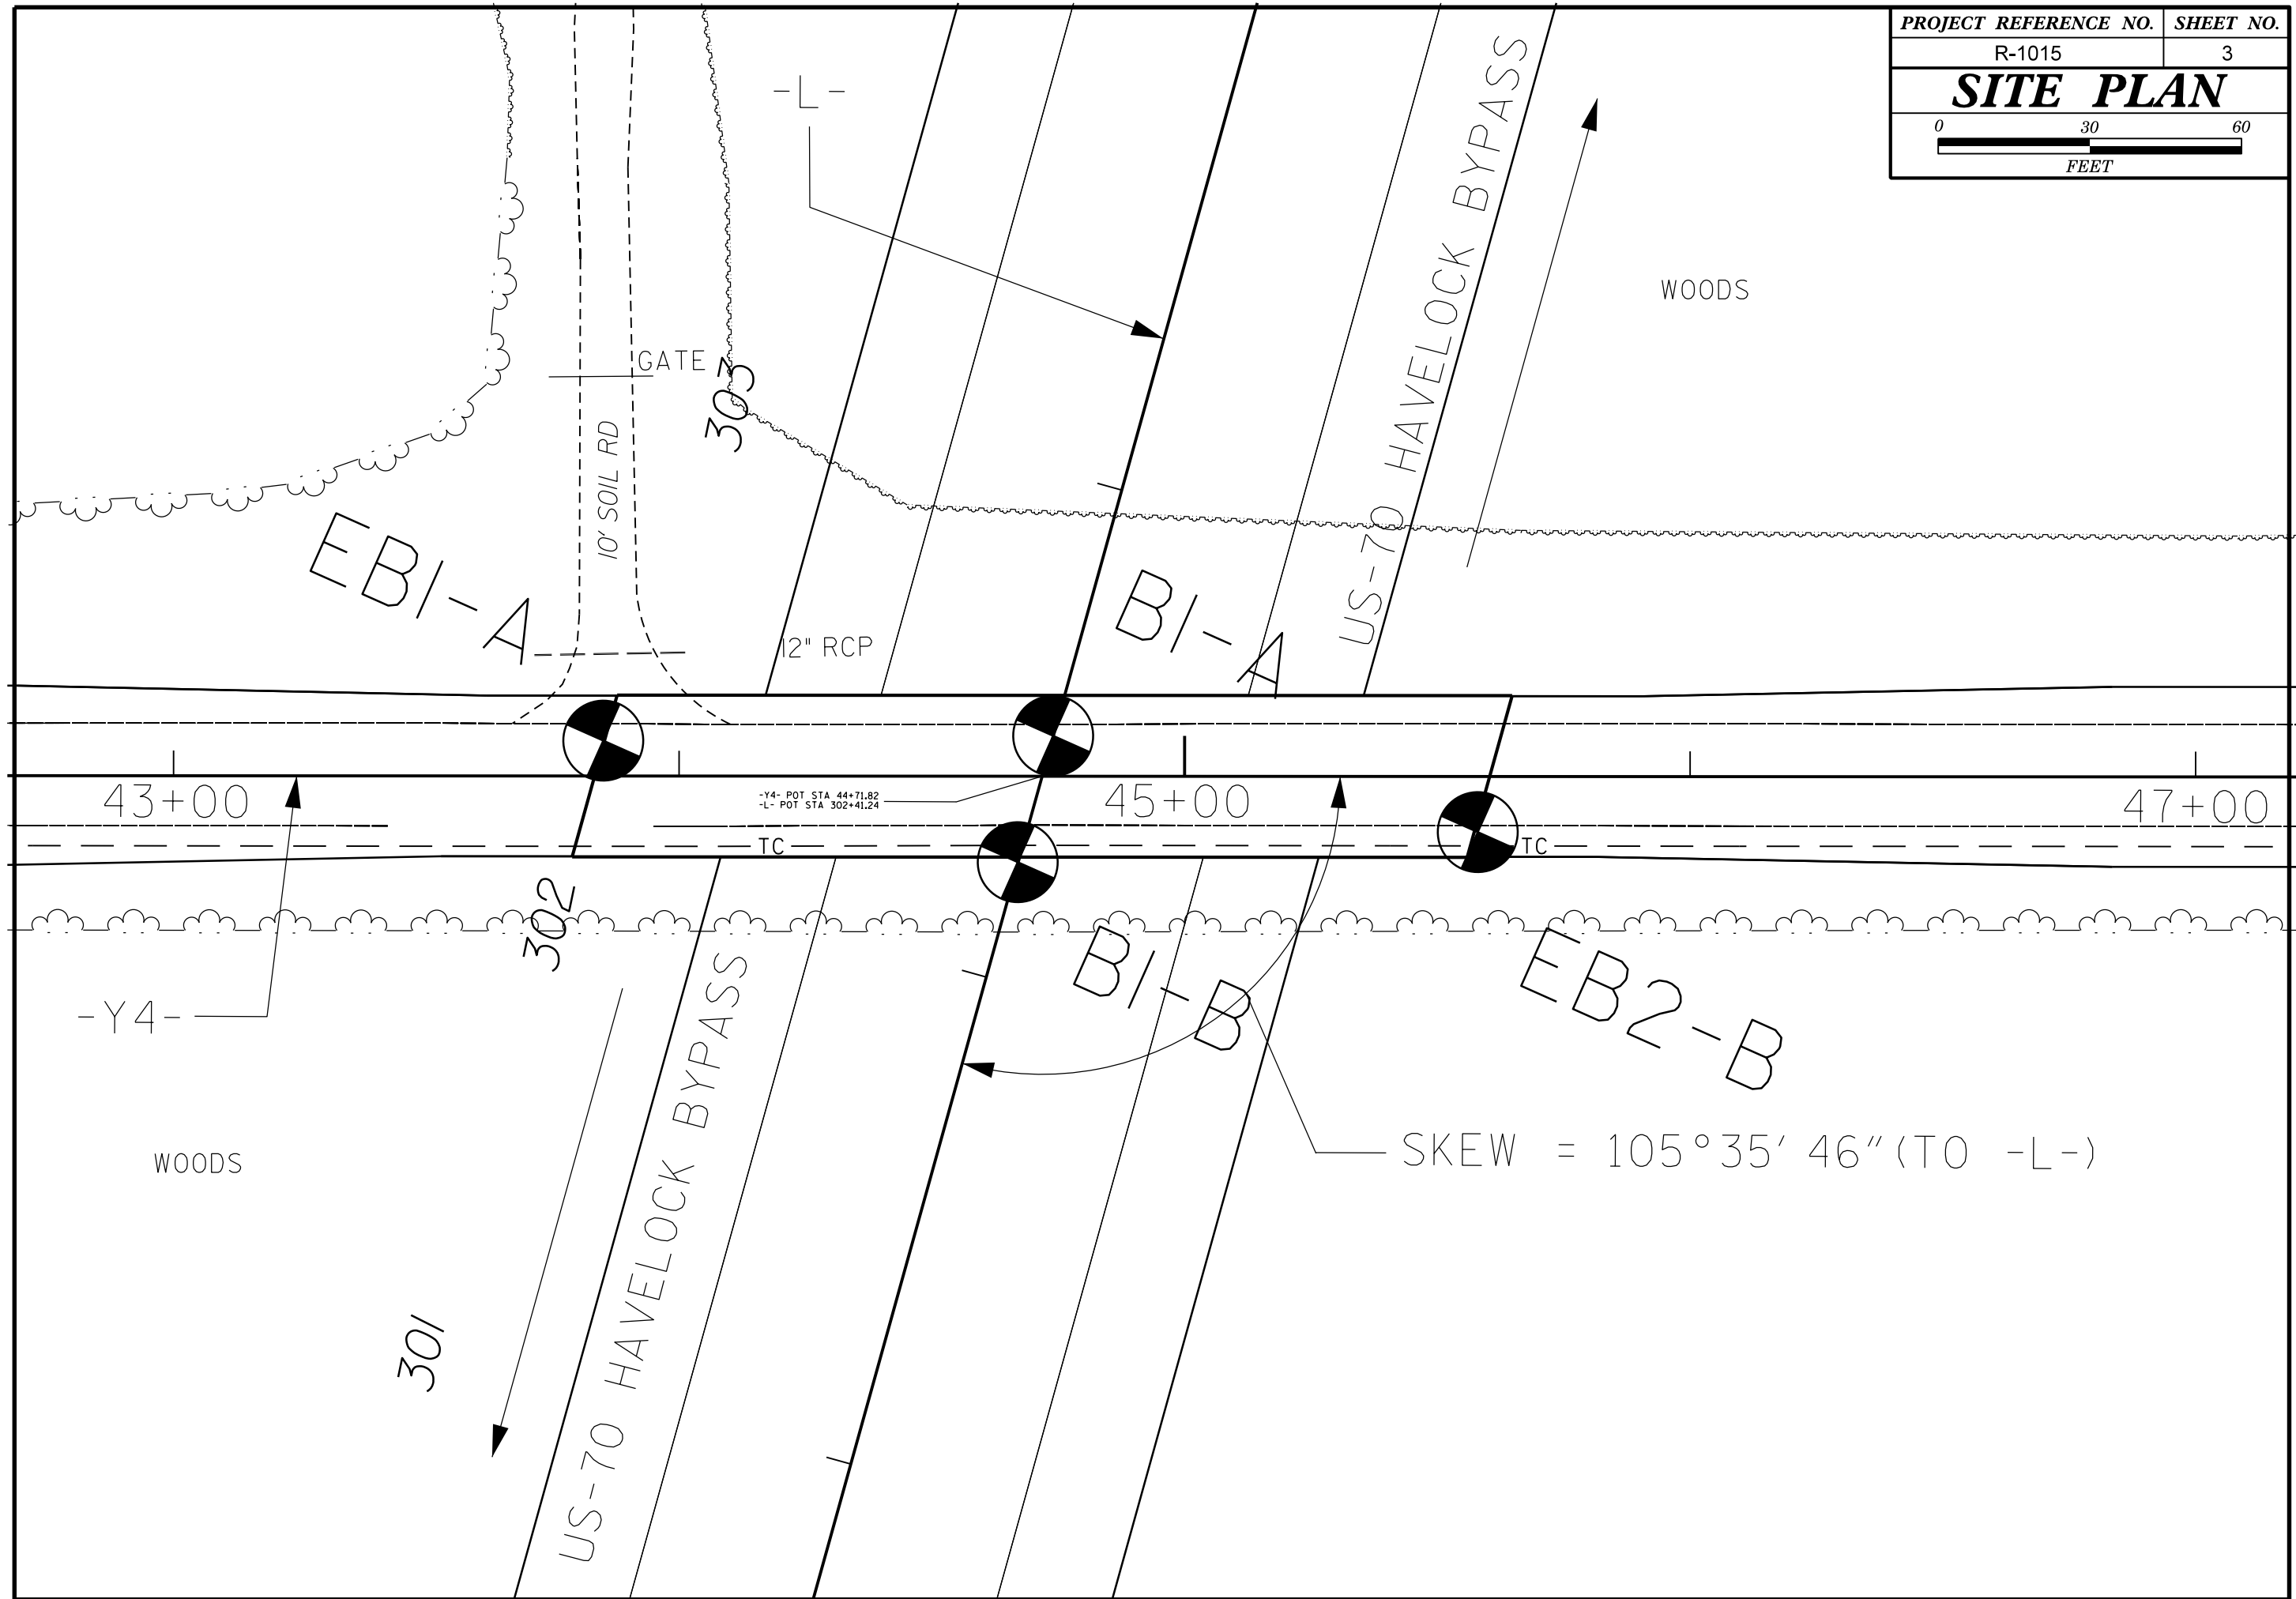 PROJECT REFERENCE NO. SHEET NO.
R-1015 3
SITE PLAN
0 30 60
FEET
-L-
US-70 HAVELOCK BYPASS
WOODS
GATE
303
10' SOIL RD
EB1-A
B1-A
12" RCP
43+00
-Y4- POT STA 44+71.82
-L- POT STA 302+41.24
45+00
47+00
TC
TC
302
-Y4-
B1-B
EB2-B
US-70 HAVELOCK BYPASS
SKEW = 105°35'46"(TO -L-)
WOODS
301